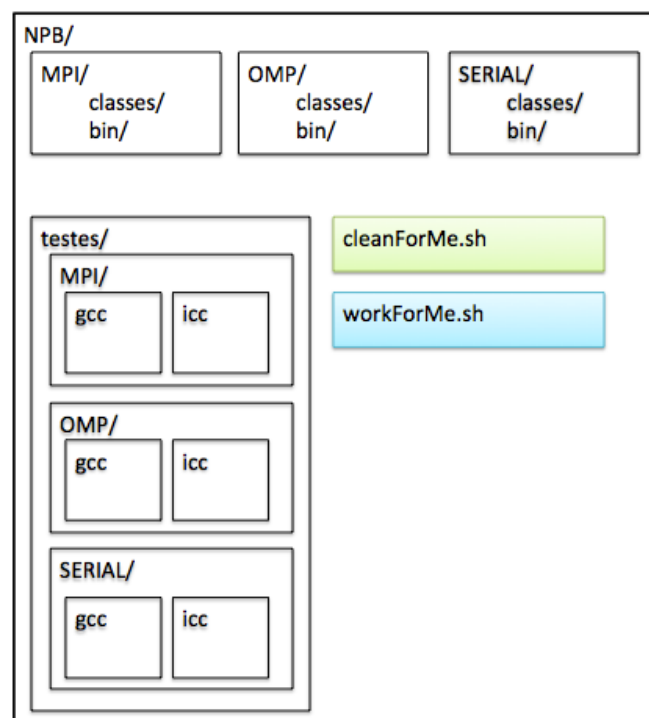 NPB/
MPI/
classes/
bin/
OMP/
classes/
bin/
SERIAL/
classes/
bin/
testes/
MPI/
gcc
icc
OMP/
gcc
icc
SERIAL/
gcc
icc
cleanForMe.sh
workForMe.sh